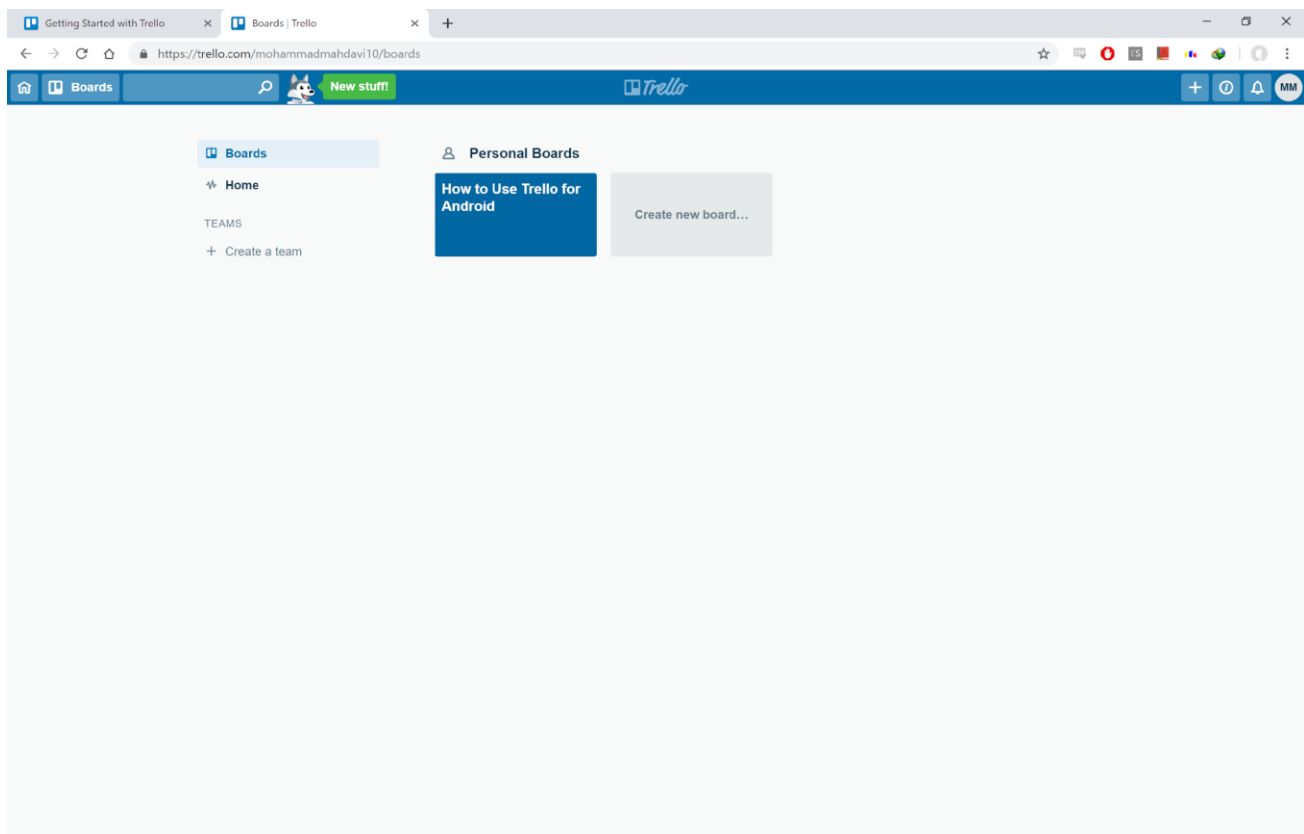 Getting Started with Trello
Boards | Trello
https://trello.com/mohammadmahdavi10/boards
Boards
New stuff!
Trello
MM
Boards
Home
TEAMS
+ Create a team
Personal Boards
How to Use Trello for
Android
Create new board...